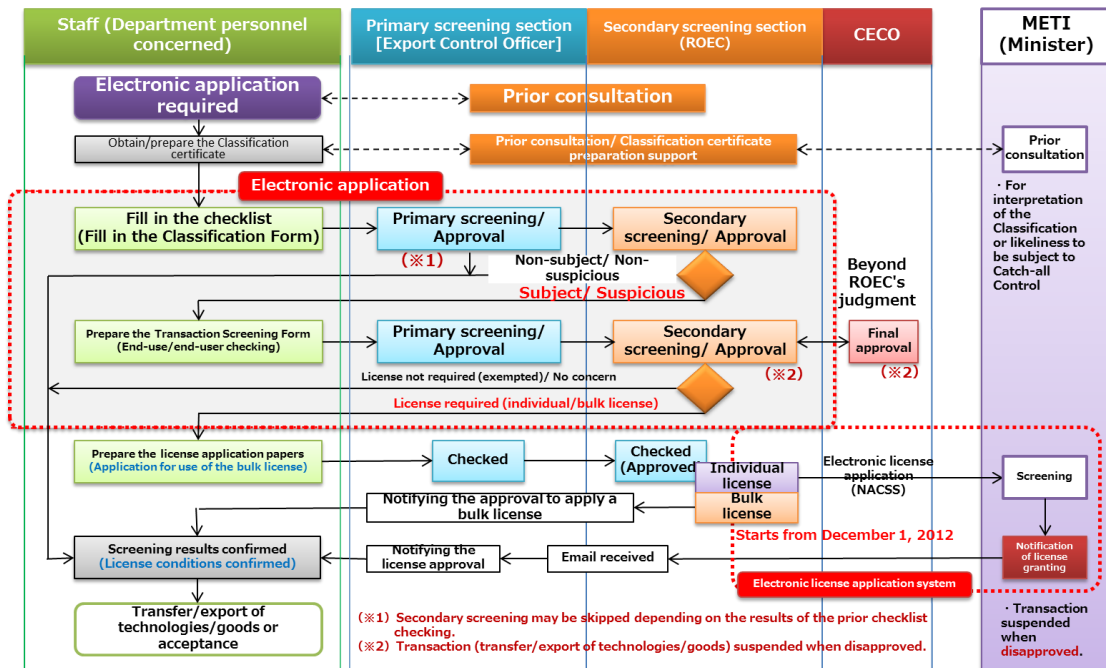 Staff (Department personnel
concerned)
Primary screening section
[Export Control Officer]
Secondary screening section
(ROEC)
CECO
METI
(Minister)
Electronic application
required
Prior consultation
Obtain/prepare the Classification
certificate
Prior consultation/ Classification certificate
preparation support
Prior
consultation
・For
interpretation
of the
Classification
or likeliness to
be subject to
Catch-all
Control
Electronic application
Fill in the checklist
(Fill in the Classification Form)
Primary screening/
Approval
Secondary
screening/ Approval
(※1)
Non-subject/ Non-
suspicious
Subject/ Suspicious
Beyond
ROEC's
judgment
Prepare the Transaction Screening Form
(End-use/end-user checking)
Primary screening/
Approval
Secondary
screening/ Approval
Final
approval
(※2)
(※2)
License not required (exempted)/ No concern
License required (individual/bulk license)
Prepare the license application papers
(Application for use of the bulk license)
Checked
Checked
(Approved)
Individual
license
Bulk
license
Electronic license
application
(NACSS)
Screening
Notifying the approval to apply a
bulk license
Starts from December 1, 2012
Screening results confirmed
(License conditions confirmed)
Notifying the
license approval
Email received
Notification
of license
granting
Electronic license application system
Transfer/export of
technologies/goods or
acceptance
(※1) Secondary screening may be skipped depending on the results of the prior checklist
checking.
(※2) Transaction (transfer/export of technologies/goods) suspended when disapproved.
・Transaction
suspended
when
disapproved.